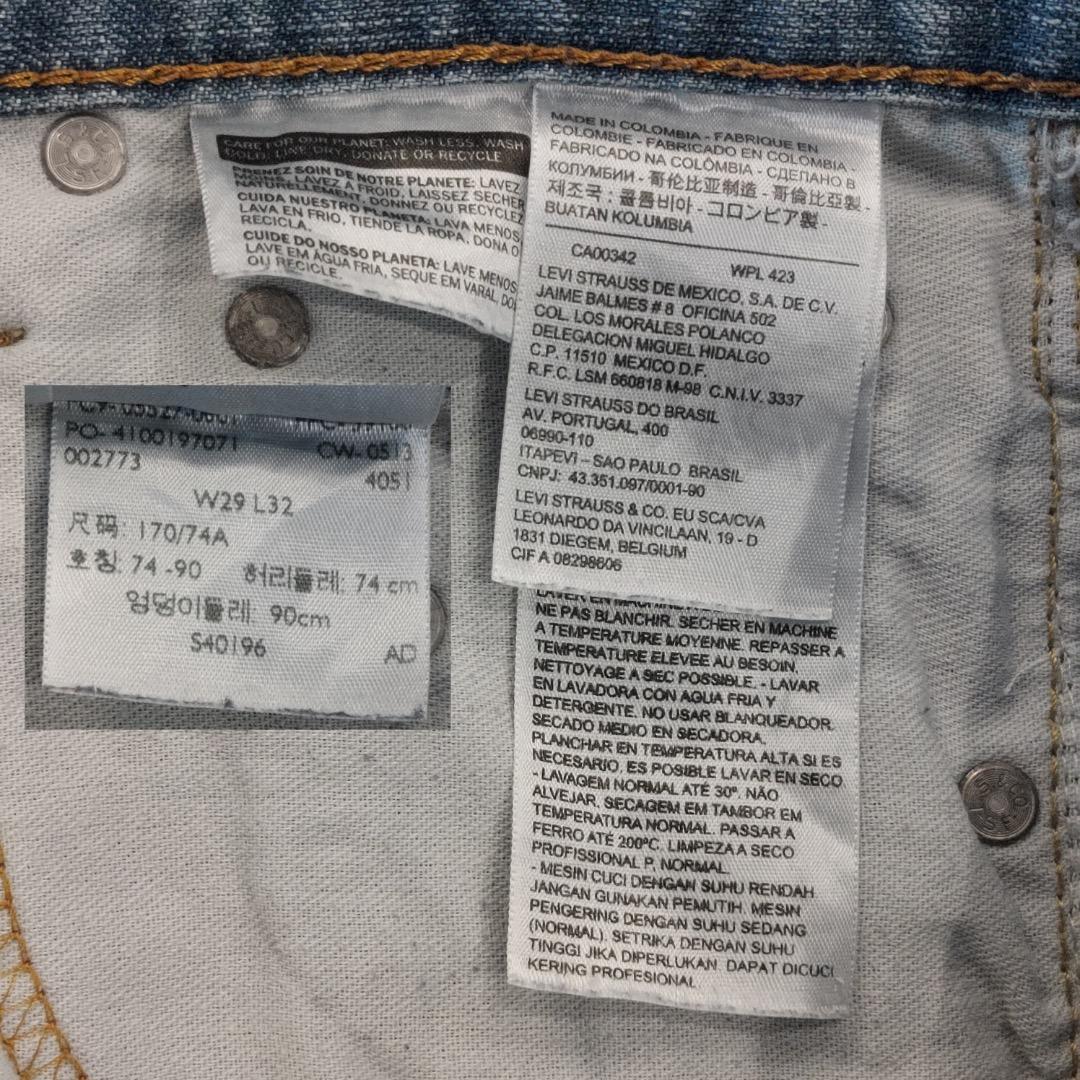 CARE FOR OUR PLANET: WASH LESS, WASH
COLD, LINE DRY, DONATE OR RECYCLE
PRENEZ SOIN DE NOTRE PLANETE: LAVEZ
MOINS, LAVEZ A FROID, LAISSEZ SECHER
NATURELLEMENT, DONNEZ OU RECYCLEZ
CUIDA NUESTRO PLANETA: LAVA MENOS,
LAVA EN FRIO, TIENDE LA ROPA, DONA O
RECICLA.
CUIDE DO NOSSO PLANETA: LAVE MENOS
LAVE EM ÁGUA FRIA, SEQUE EM VARAL,
OU RECICLE.
MADE IN COLOMBIA - FABRIQUE EN
COLOMBIE - FABRICADO EN COLOMBIA -
FABRICADO NA COLÔMBIA - СДЕЛАНО В
КОЛУМБИИ - 哥伦比亚制造 - 哥倫比亞製 -
제조국 : 콜롬비아 - コロンビア製 -
BUATAN KOLUMBIA
CA00342 WPL 423
LEVI STRAUSS DE MEXICO, S.A. DE C.V.
JAIME BALMES # 8 OFICINA 502
COL. LOS MORALES POLANCO
DELEGACION MIGUEL HIDALGO
C.P. 11510 MEXICO D.F.
R.F.C. LSM 660818 M-98 C.N.I.V. 3337
LEVI STRAUSS DO BRASIL
AV. PORTUGAL, 400
06990-110
ITAPEVI – SAO PAULO BRASIL
CNPJ: 43.351.097/0001-90
LEVI STRAUSS & CO. EU SCA/CVA
LEONARDO DA VINCILAAN, 19 - D
1831 DIEGEM, BELGIUM
CIF A 08298606
LAVER EN MACHINE
NE PAS BLANCHIR. SECHER EN MACHINE
A TEMPERATURE MOYENNE. REPASSER A
TEMPERATURE ELEVEE AU BESOIN.
NETTOYAGE A SEC POSSIBLE. - LAVAR
EN LAVADORA CON AGUA FRIA Y
DETERGENTE. NO USAR BLANQUEADOR.
SECADO MEDIO EN SECADORA.
PLANCHAR EN TEMPERATURA ALTA SI ES
NECESARIO. ES POSIBLE LAVAR EN SECO
- LAVAGEM NORMAL ATÉ 30º. NÃO
ALVEJAR. SECAGEM EM TAMBOR EM
TEMPERATURA NORMAL. PASSAR A
FERRO ATÉ 200ºC. LIMPEZA A SECO
PROFISSIONAL P, NORMAL.
- MESIN CUCI DENGAN SUHU RENDAH
JANGAN GUNAKAN PEMUTIH. MESIN
PENGERING DENGAN SUHU SEDANG
(NORMAL). SETRIKA DENGAN SUHU
TINGGI JIKA DIPERLUKAN. DAPAT DICUCI
KERING PROFESIONAL
PO- 4100197071 CW- 0513
002773 4051
W29 L32
尺码: 170/74A
호칭: 74 -90 허리둘레: 74 cm
엉덩이둘레: 90cm
S40196 AD